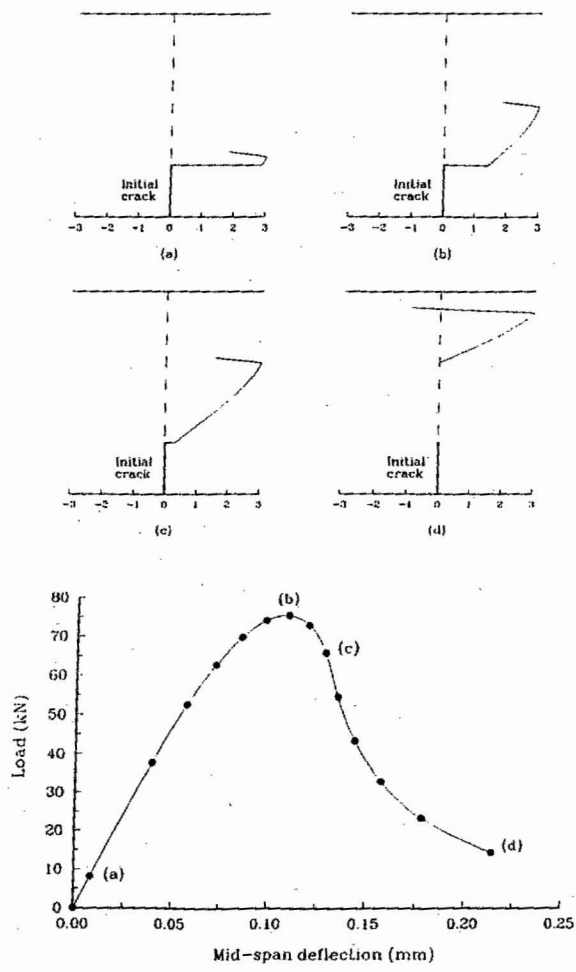 Initial
crack
-3 -2 -1 0 1 2 3
(a)
Initial
crack
-3 -2 -1 0 1 2 3
(b)
Initial
crack
-3 -2 -1 0 1 2 3
(c)
Initial
crack
-3 -2 -1 0 1 2 3
(d)
80
70
60
50
40
30
20
10
0
Load (kN)
(b)
(c)
(a)
(d)
0.00 0.05 0.10 0.15 0.20 0.25
Mid-span deflection (mm)